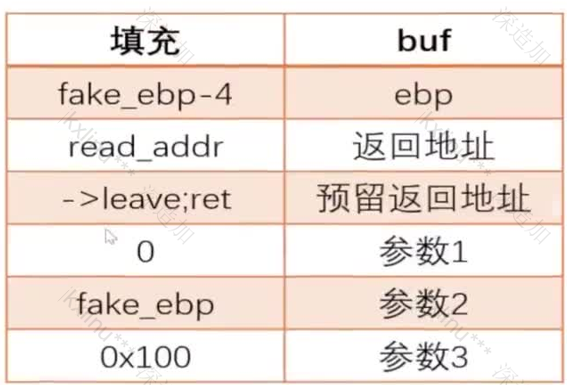 填充 buf
fake_ebp-4 ebp
read_addr 返回地址
->leave;ret 预留返回地址
0 参数1
fake_ebp 参数2
0x100 参数3